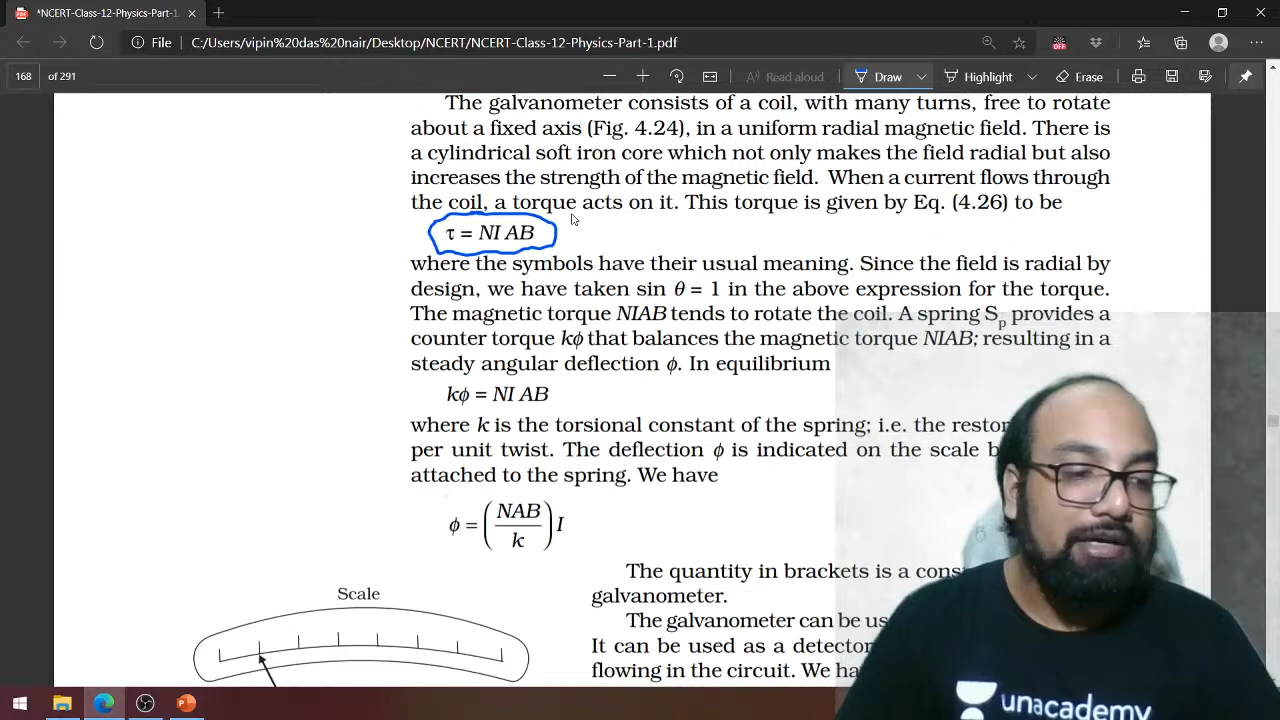 *NCERT-Class-12-Physics-Part-1.
File
C:/Users/vipin%20das%20nair/Desktop/NCERT/NCERT-Class-12-Physics-Part-1.pdf
168 of 291
Read aloud
Draw
Highlight
Erase
The galvanometer consists of a coil, with many turns, free to rotate
about a fixed axis (Fig. 4.24), in a uniform radial magnetic field. There is
a cylindrical soft iron core which not only makes the field radial but also
increases the strength of the magnetic field. When a current flows through
the coil, a torque acts on it. This torque is given by Eq. (4.26) to be
τ = NI AB
where the symbols have their usual meaning. Since the field is radial by
design, we have taken sin θ = 1 in the above expression for the torque.
The magnetic torque NIAB tends to rotate the coil. A spring Sp provides a
counter torque kϕ that balances the magnetic torque NIAB; resulting in a
steady angular deflection ϕ. In equilibrium
kϕ = NI AB
where k is the torsional constant of the spring; i.e. the restor
per unit twist. The deflection ϕ is indicated on the scale b
attached to the spring. We have
ϕ = (NAB/k) I
The quantity in brackets is a cons
galvanometer.
Scale
The galvanometer can be us
It can be used as a detector
flowing in the circuit. We ha
unacademy